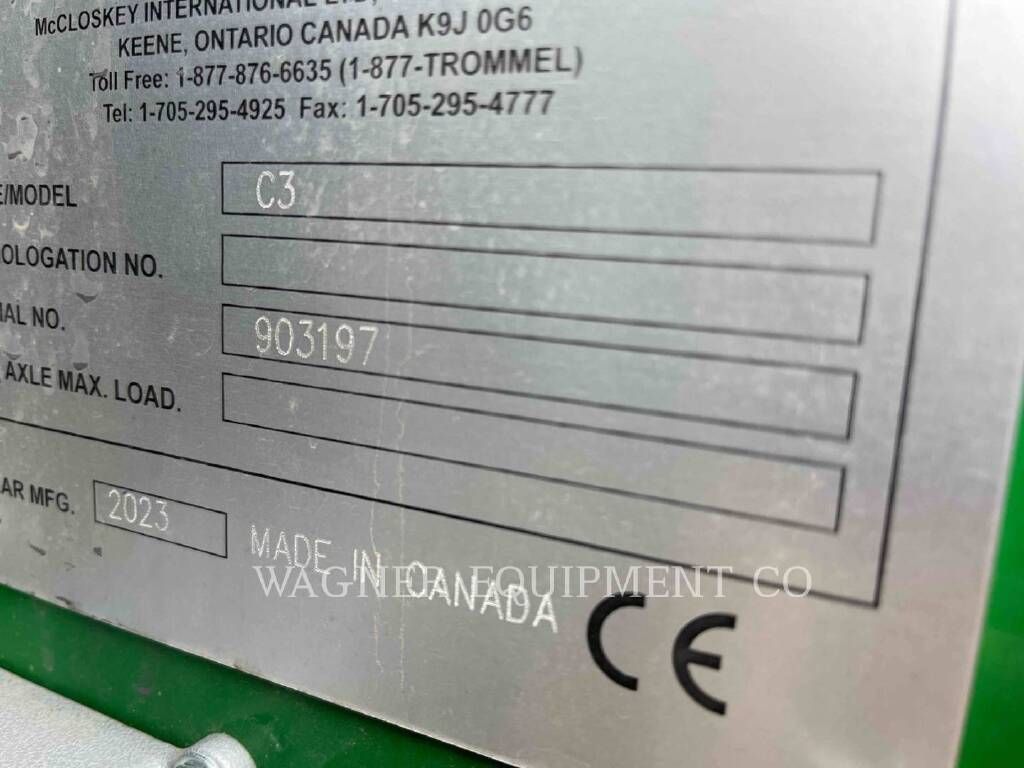 McCLOSKEY INTERNATIONAL LTD,
KEENE, ONTARIO CANADA K9J 0G6
Toll Free: 1-877-876-6635 (1-877-TROMMEL)
Tel: 1-705-295-4925 Fax: 1-705-295-4777
E/MODEL C3
OLOGATION NO.
IAL NO. 903197
AXLE MAX. LOAD.
AR MFG. 2023
MADE IN CANADA
WAGNER EQUIPMENT CO
CE